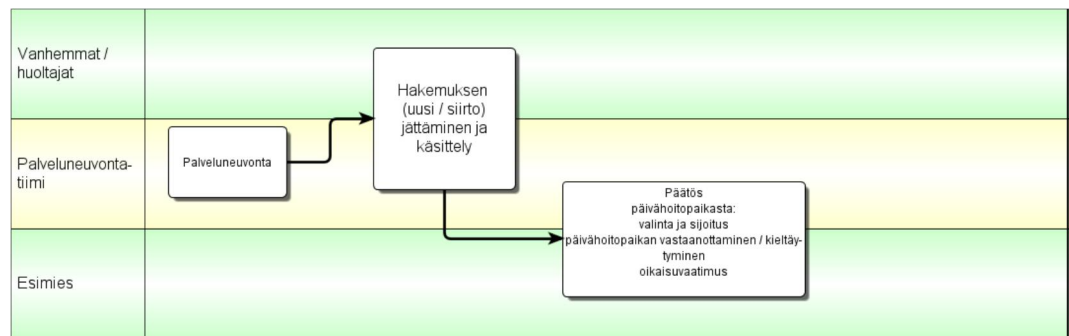 Vanhemmat /
huoltajat
Hakemuksen
(uusi / siirto)
jättäminen ja
käsittely
Palveluneuvonta-
tiimi
Palveluneuvonta
Päätös
päivähoitopaikasta:
valinta ja sijoitus
päivähoitopaikan vastaanottaminen / kieltäy-
tyminen
oikaisuvaatimus
Esimies